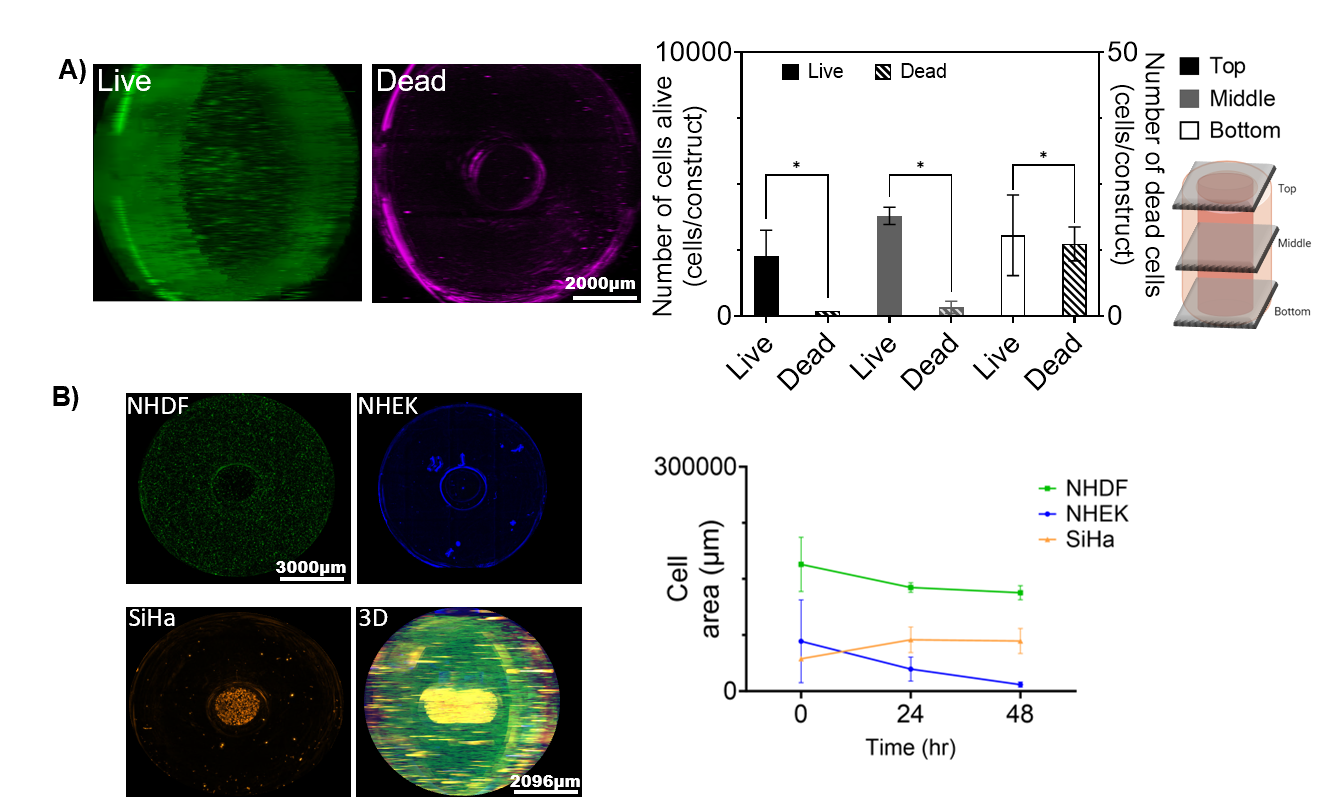 A)
Live
Dead
2000µm
10000
0
Number of cells alive
(cells/construct)
Live
Dead
50
0
Number of dead cells
(cells/construct)
Live
Dead
Live
Dead
Live
Dead
Top
Middle
Bottom
Top
Middle
Bottom
B)
NHDF
3000µm
NHEK
SiHa
3D
2096µm
300000
0
Cell
area (µm)
0
24
48
Time (hr)
NHDF
NHEK
SiHa
*
*
*